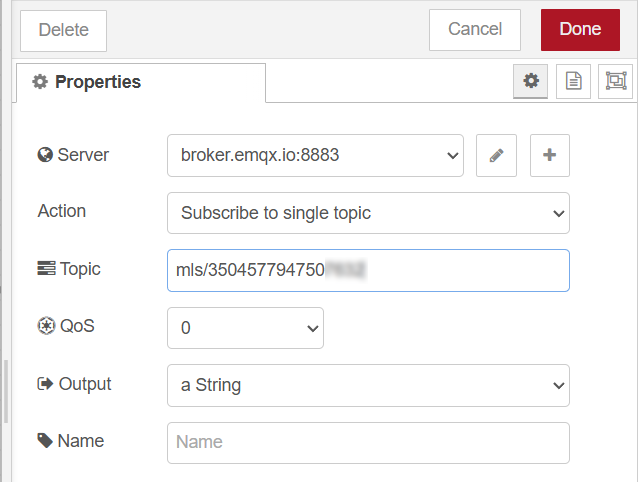 Delete
Cancel
Done
Properties
Server
broker.emqx.io:8883
Action
Subscribe to single topic
Topic
mls/350457794750
QoS
0
Output
a String
Name
Name